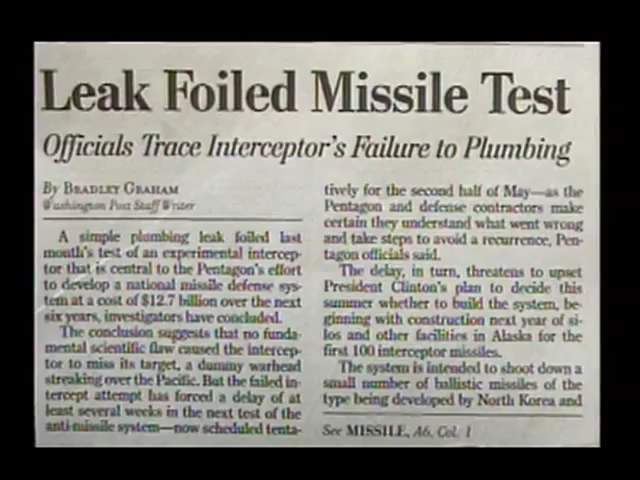 Leak Foiled Missile Test
Officials Trace Interceptor's Failure to Plumbing
By BRADLEY GRAHAM
Washington Post Staff Writer
A simple plumbing leak foiled last
month's test of an experimental intercep-
tor that is central to the Pentagon's effort
to develop a national missile defense sys-
tem at a cost of $12.7 billion over the next
six years, investigators have concluded.
The conclusion suggests that no funda-
mental scientific flaw caused the intercep-
tor to miss its target, a dummy warhead
streaking over the Pacific. But the failed in-
tercept attempt has forced a delay of at
least several weeks in the next test of the
anti-missile system—now scheduled tenta-
tively for the second half of May—as the
Pentagon and defense contractors make
certain they understand what went wrong
and take steps to avoid a recurrence, Pen-
tagon officials said.
The delay, in turn, threatens to upset
President Clinton's plan to decide this
summer whether to build the system, be-
ginning with construction next year of si-
los and other facilities in Alaska for the
first 100 interceptor missiles.
The system is intended to shoot down a
small number of ballistic missiles of the
type being developed by North Korea and
See MISSILE, A6, Col. 1